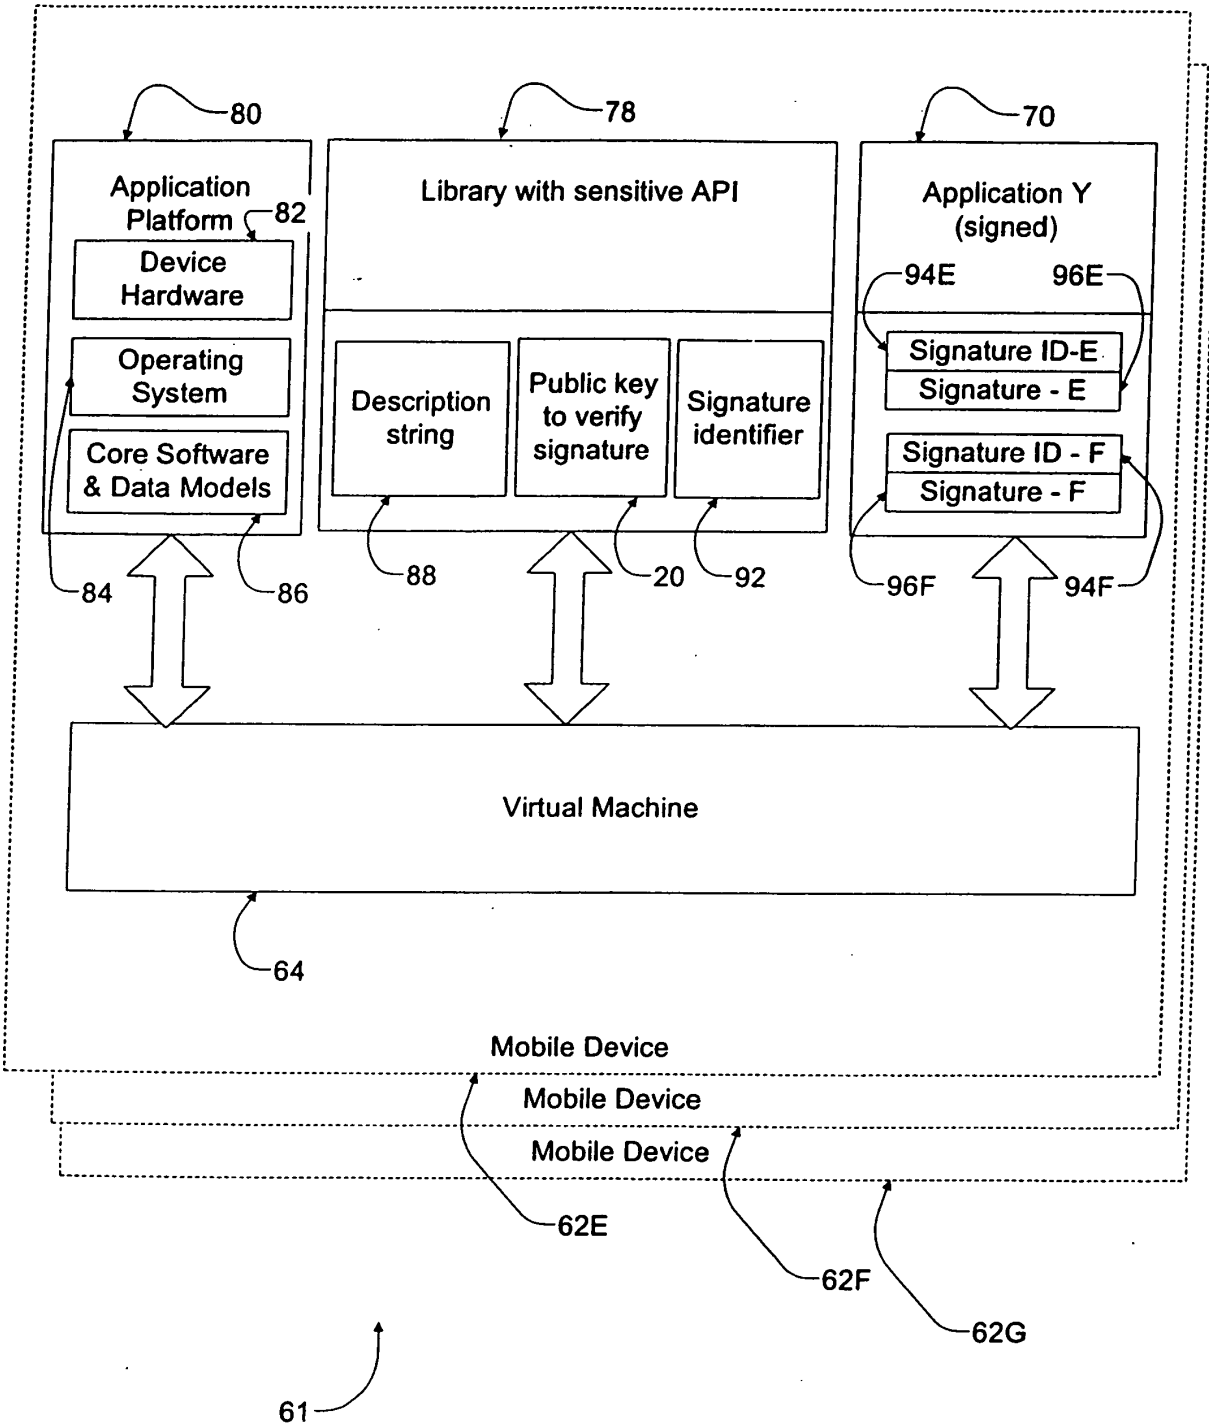 80
78
70
Application
Platform
82
Device
Hardware
Operating
System
Core Software
& Data Models
84
86
Library with sensitive API
Description
string
Public key
to verify
signature
Signature
identifier
88
20
92
Application Y
(signed)
94E
96E
Signature ID-E
Signature - E
Signature ID - F
Signature - F
96F
94F
Virtual Machine
64
Mobile Device
Mobile Device
Mobile Device
62E
62F
62G
61